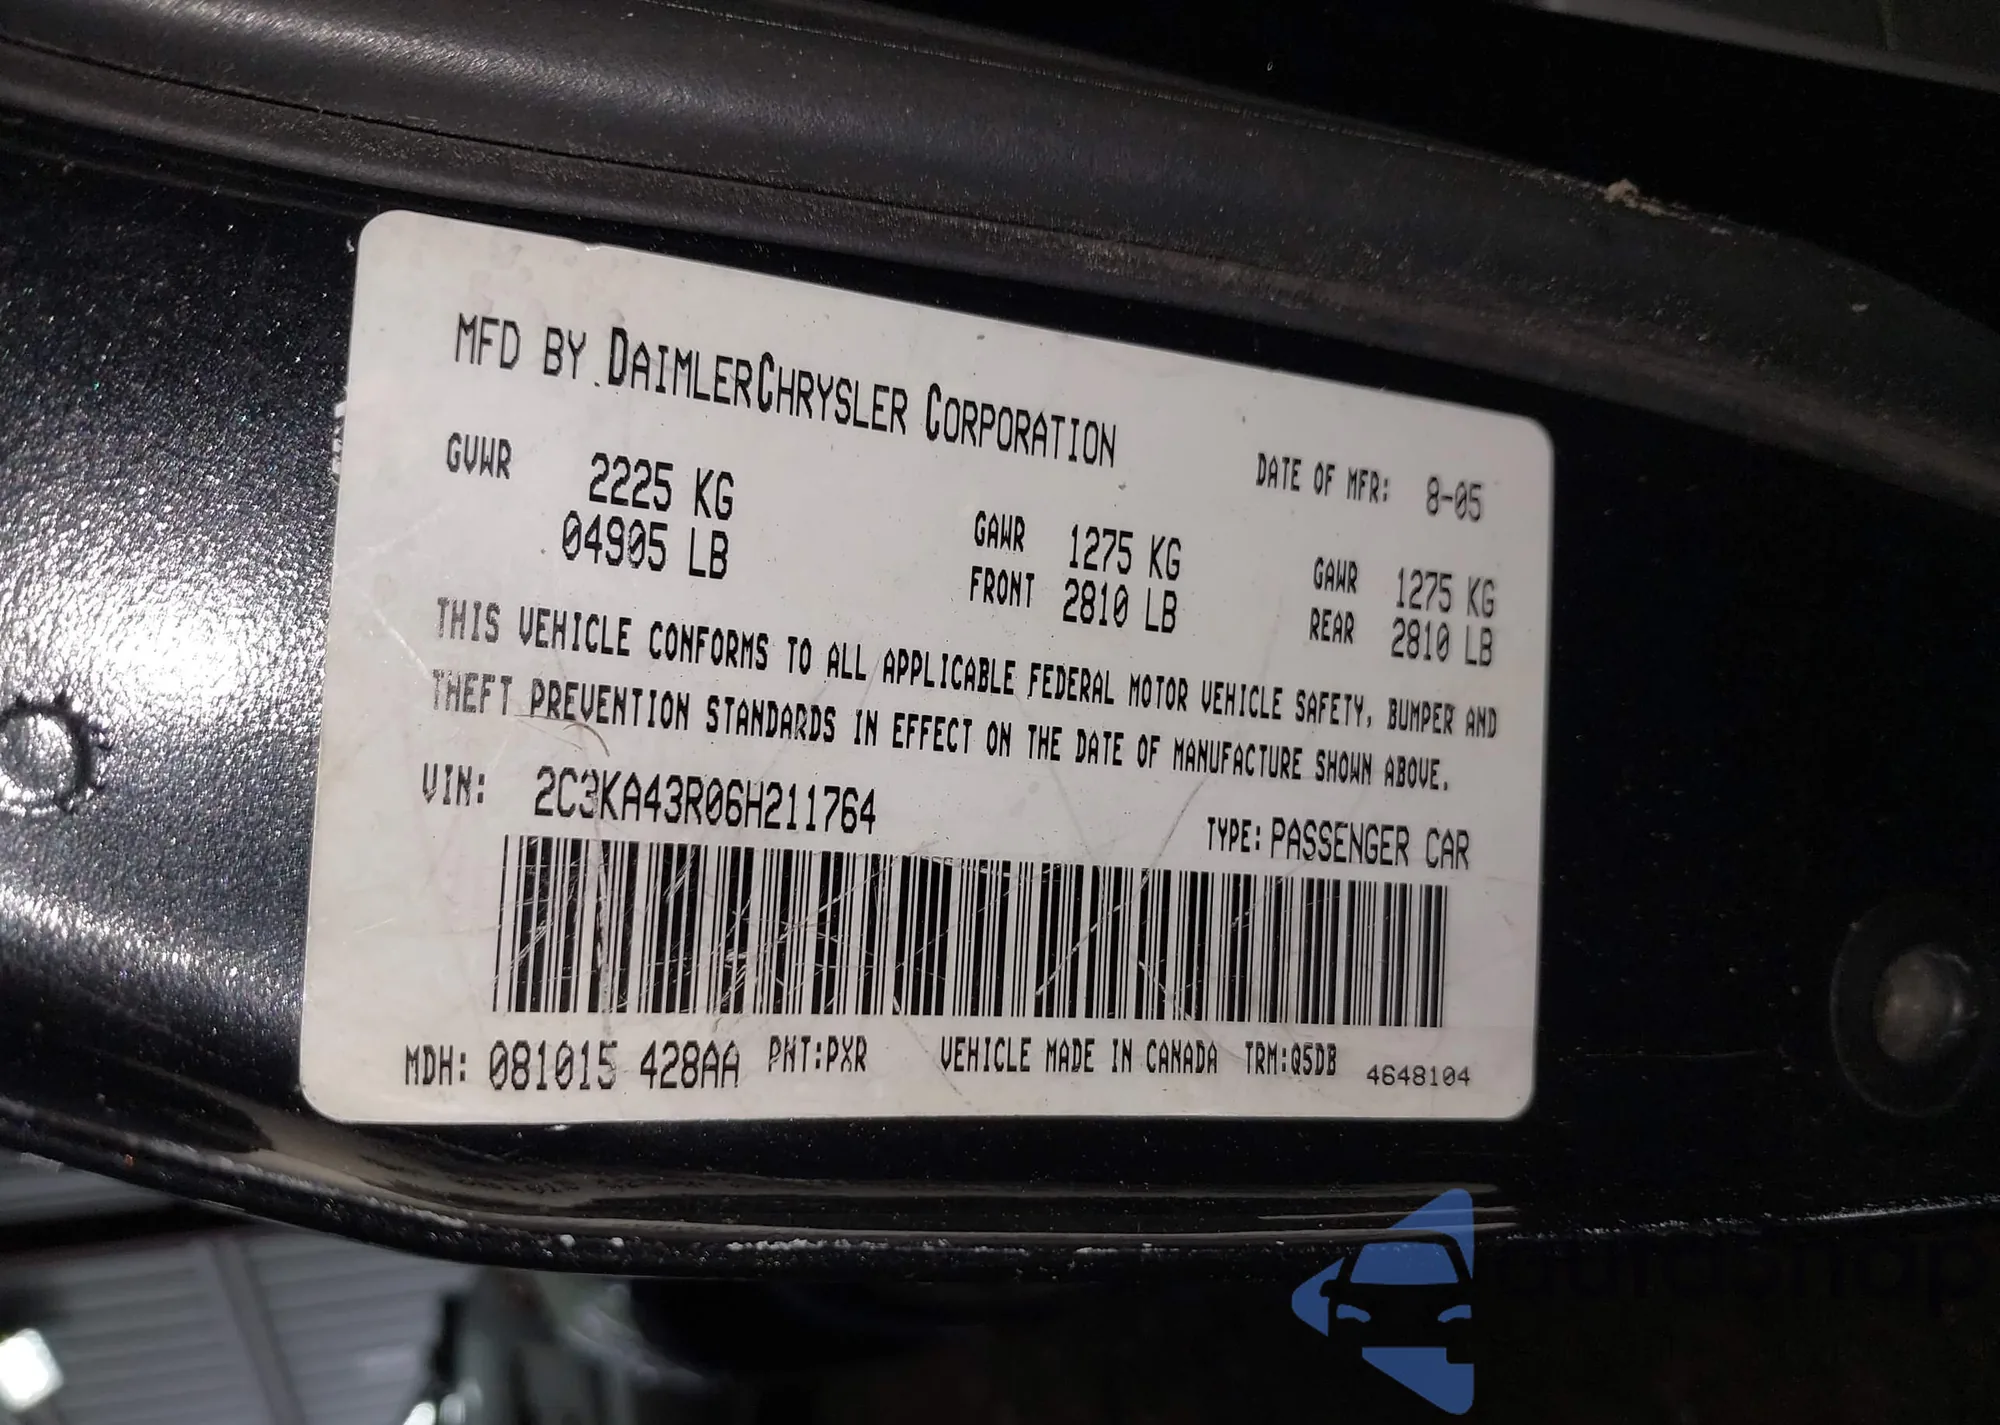 MFD BY DAIMLERCHRYSLER CORPORATION
DATE OF MFR: 8-05
GVWR 2225 KG
04905 LB
GAWR 1275 KG
FRONT 2810 LB
GAWR 1275 KG
REAR 2810 LB
THIS VEHICLE CONFORMS TO ALL APPLICABLE FEDERAL MOTOR VEHICLE SAFETY, BUMPER AND
THEFT PREVENTION STANDARDS IN EFFECT ON THE DATE OF MANUFACTURE SHOWN ABOVE.
VIN: 2C3KA43R06H211764
TYPE: PASSENGER CAR
MDH: 081015 428AA PNT:PXR VEHICLE MADE IN CANADA TRM:Q5DB 4648104